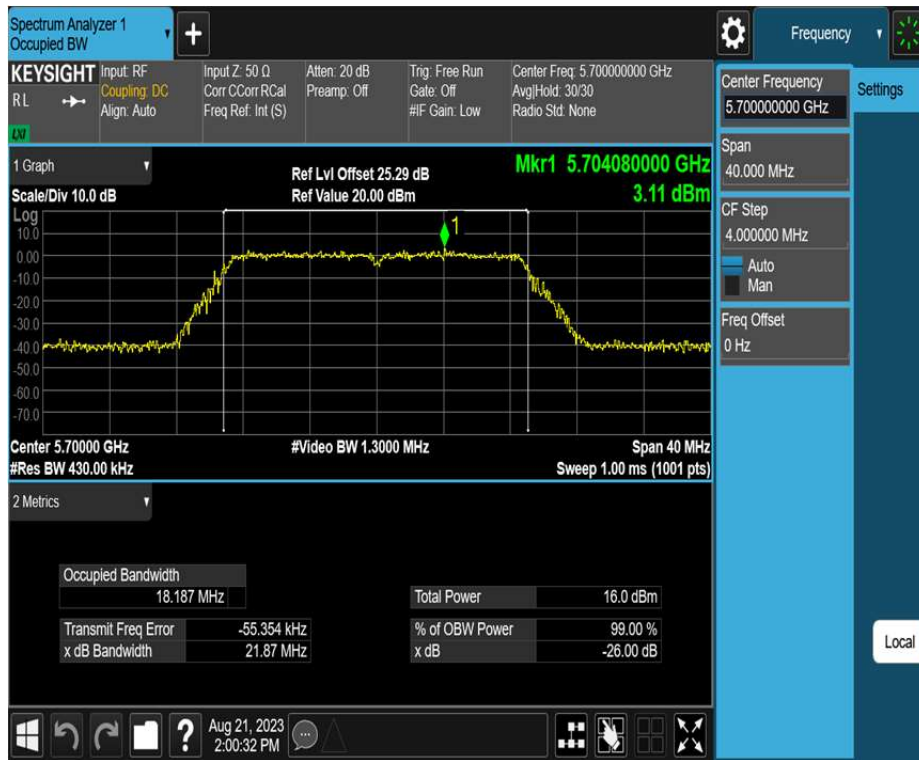 Spectrum Analyzer 1
Occupied BW
+
Frequency
KEYSIGHT
RL
LXI
Input: RF
Coupling: DC
Align: Auto
Input Z: 50 Ω
Corr CCorr RCal
Freq Ref: Int (S)
Atten: 20 dB
Preamp: Off
Trig: Free Run
Gate: Off
#IF Gain: Low
Center Freq: 5.700000000 GHz
Avg|Hold: 30/30
Radio Std: None
Center Frequency
5.700000000 GHz
Settings
Span
40.000 MHz
CF Step
4.000000 MHz
Auto
Man
Freq Offset
0 Hz
1 Graph
Scale/Div 10.0 dB
Ref Lvl Offset 25.29 dB
Ref Value 20.00 dBm
Mkr1 5.704080000 GHz
3.11 dBm
Log
10.0
0.00
-10.0
-20.0
-30.0
-40.0
-50.0
-60.0
-70.0
1
Center 5.70000 GHz
#Video BW 1.3000 MHz
Span 40 MHz
#Res BW 430.00 kHz
Sweep 1.00 ms (1001 pts)
2 Metrics
Occupied Bandwidth
18.187 MHz
Total Power 16.0 dBm
Transmit Freq Error -55.354 kHz
% of OBW Power 99.00 %
x dB Bandwidth 21.87 MHz
x dB -26.00 dB
Local
?
Aug 21, 2023
2:00:32 PM